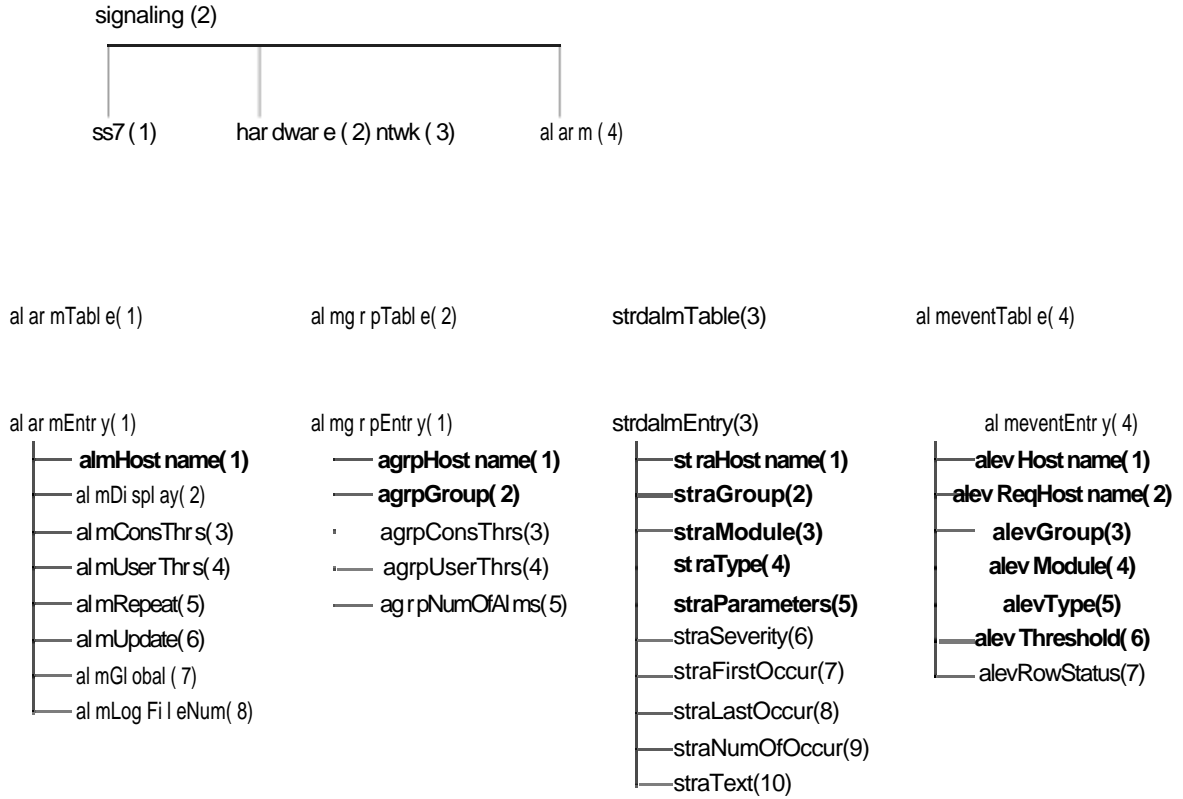 signaling (2)
ss7 (1) hardware (2) ntwk (3) alarm (4)
alarmTable(1) almgrpTable(2) strdalmTable(3) almeventTable(4)
alarmEntry(1) almgrpEntry(1) strdalmEntry(3) almeventEntry(4)
almHostname(1) agrpHostname(1) straHostname(1) alevHostname(1)
almDisplay(2) agrpGroup(2) straGroup(2) alevReqHostname(2)
almConsThrs(3) agrpConsThrs(3) straModule(3) alevGroup(3)
almUserThrs(4) agrpUserThrs(4) straType(4) alevModule(4)
almRepeat(5) agrpNumOfAlms(5) straParameters(5) alevType(5)
almUpdate(6) straSeverity(6) alevThreshold(6)
almGlobal(7) straFirstOccur(7) alevRowStatus(7)
almLogFileNum(8) straLastOccur(8)
straNumOfOccur(9)
straText(10)